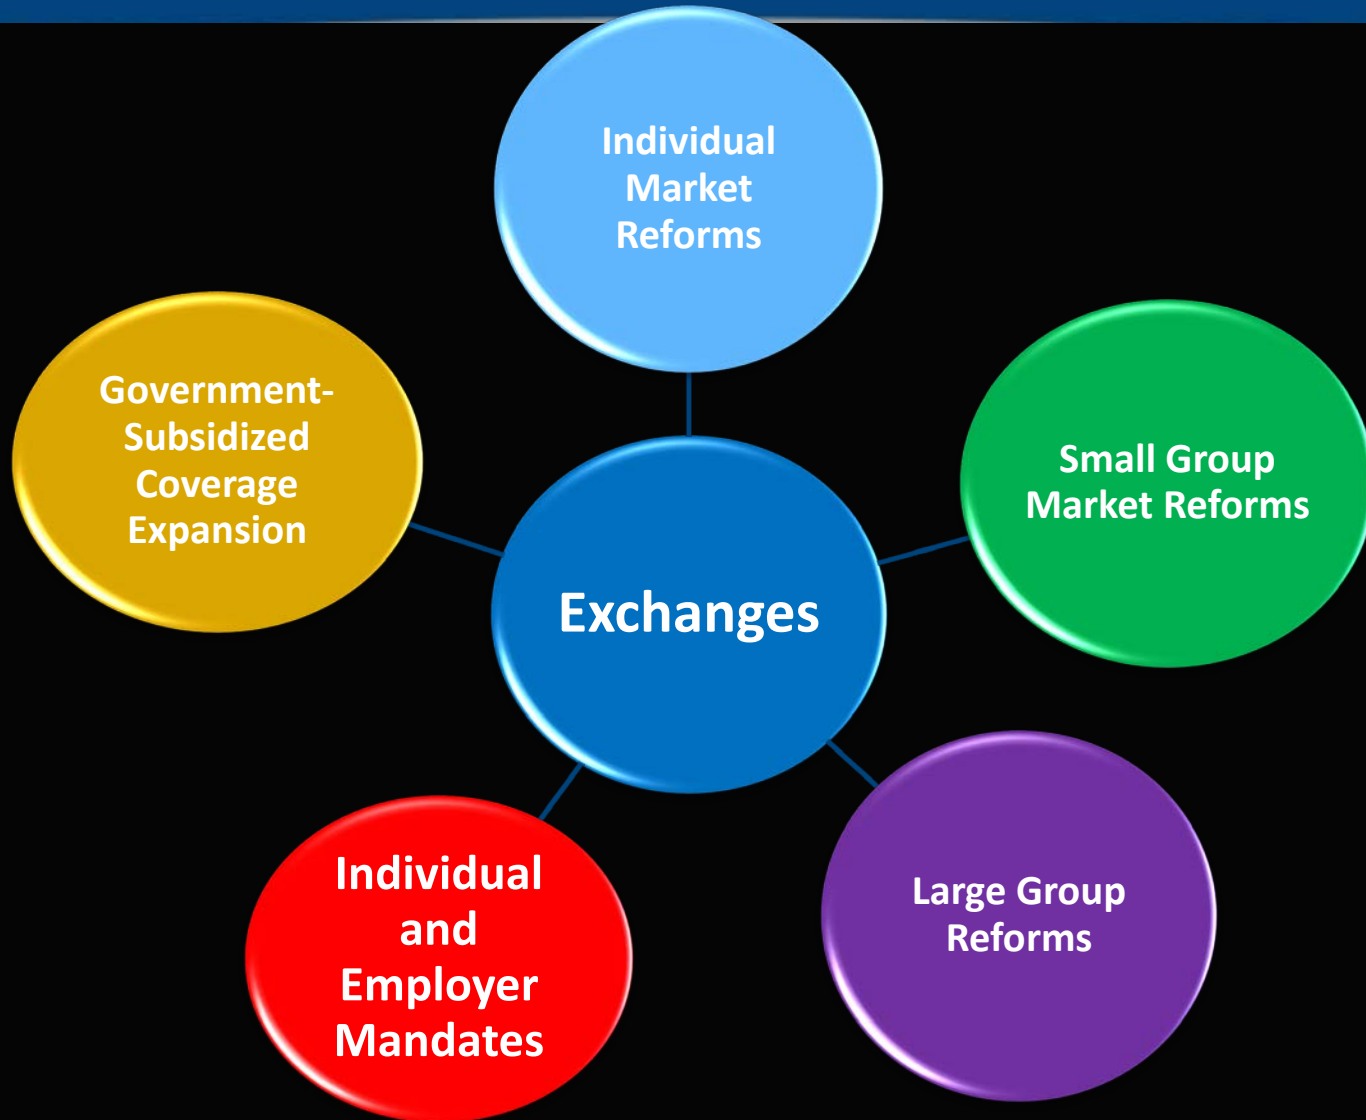 Individual
Market
Reforms
Government-
Subsidized
Coverage
Expansion
Small Group
Market Reforms
Exchanges
Individual
and
Employer
Mandates
Large Group
Reforms